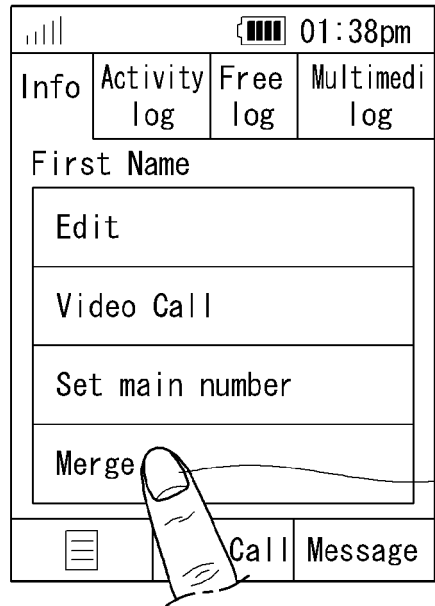 01:38pm
Info
Activity log
Free log
Multimedi log
First Name
Edit
Video Call
Set main number
Merge
Call
Message